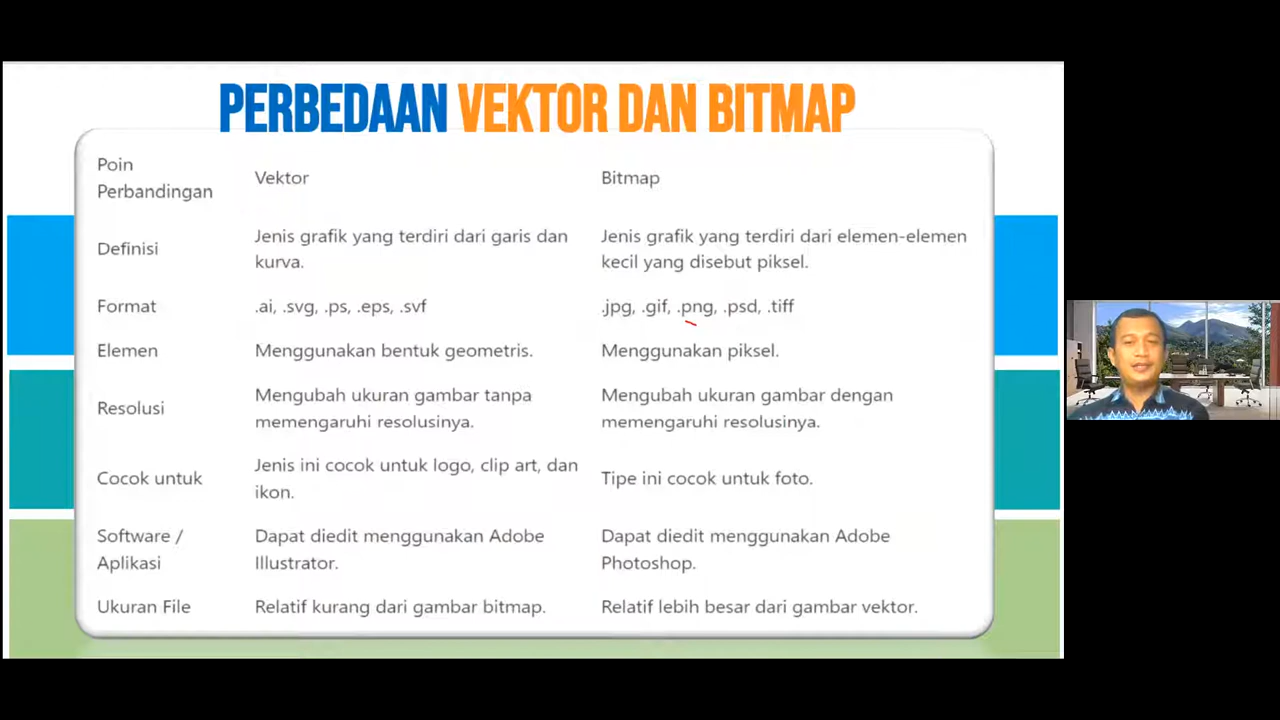 PERBEDAAN VEKTOR DAN BITMAP
Poin
Perbandingan
Vektor
Bitmap
Definisi
Jenis grafik yang terdiri dari garis dan
kurva.
Jenis grafik yang terdiri dari elemen-elemen
kecil yang disebut piksel.
Format
.ai, .svg, .ps, .eps, .svf
.jpg, .gif, .png, .psd, .tiff
Elemen
Menggunakan bentuk geometris.
Menggunakan piksel.
Resolusi
Mengubah ukuran gambar tanpa
memengaruhi resolusinya.
Mengubah ukuran gambar dengan
memengaruhi resolusinya.
Cocok untuk
Jenis ini cocok untuk logo, clip art, dan
ikon.
Tipe ini cocok untuk foto.
Software /
Aplikasi
Dapat diedit menggunakan Adobe
Illustrator.
Dapat diedit menggunakan Adobe
Photoshop.
Ukuran File
Relatif kurang dari gambar bitmap.
Relatif lebih besar dari gambar vektor.